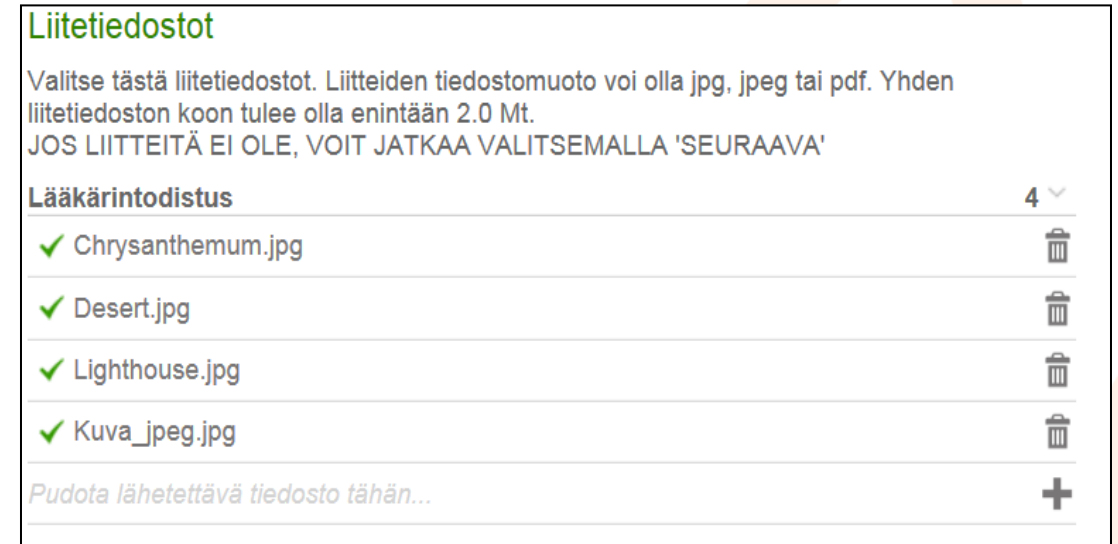 Liitetiedostot
Valitse tästä liitetiedostot. Liitteiden tiedostomuoto voi olla jpg, jpeg tai pdf. Yhden
liitetiedoston koon tulee olla enintään 2.0 Mt.
JOS LIITTEITÄ EI OLE, VOIT JATKAA VALITSEMALLA 'SEURAAVA'
Lääkärintodistus 4
Chrysanthemum.jpg
Desert.jpg
Lighthouse.jpg
Kuva_jpeg.jpg
Pudota lähetettävä tiedosto tähän...